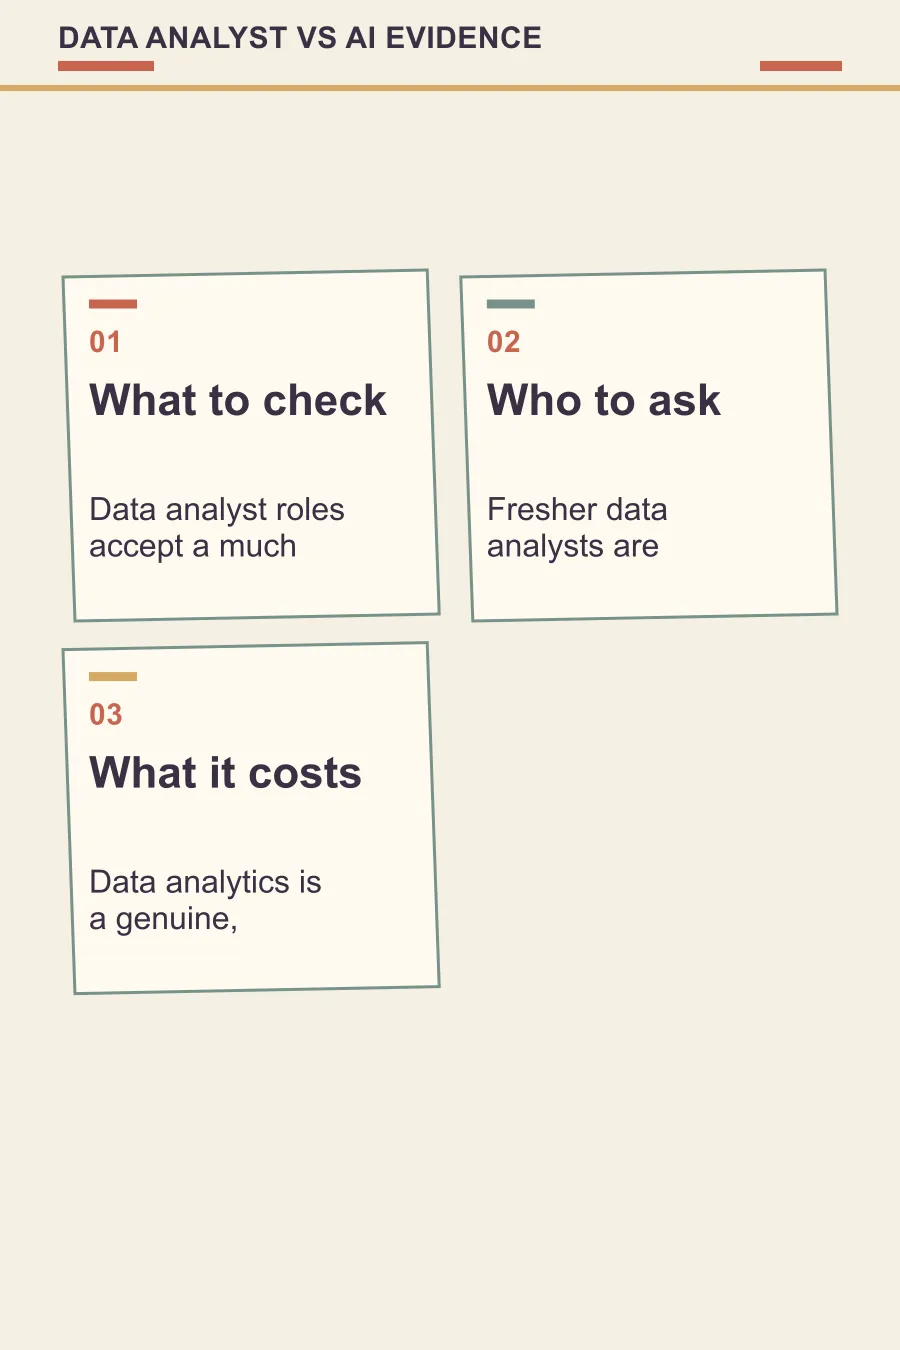 DATA ANALYST VS AI EVIDENCE
01
What to check
Data analyst roles
accept a much
02
Who to ask
Fresher data
analysts are
03
What it costs
Data analytics is
a genuine,